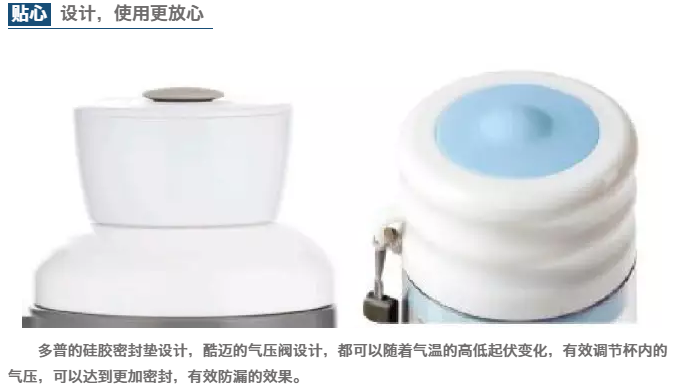 贴心 设计，使用更放心
多普的硅胶密封垫设计，酷迈的气压阀设计，都可以随着气温的高低起伏变化，有效调节杯内的
气压，可以达到更加密封，有效防漏的效果。